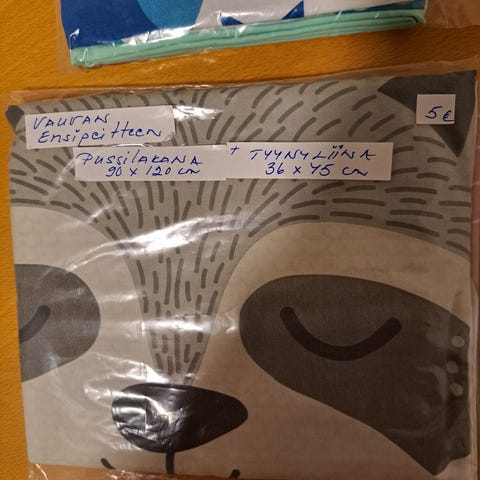 VAUVAN
Ensipeitteen
PUSSILAKANA + TYYNYLIINA
90 x 120 cm 36 x 45 cm
5 €